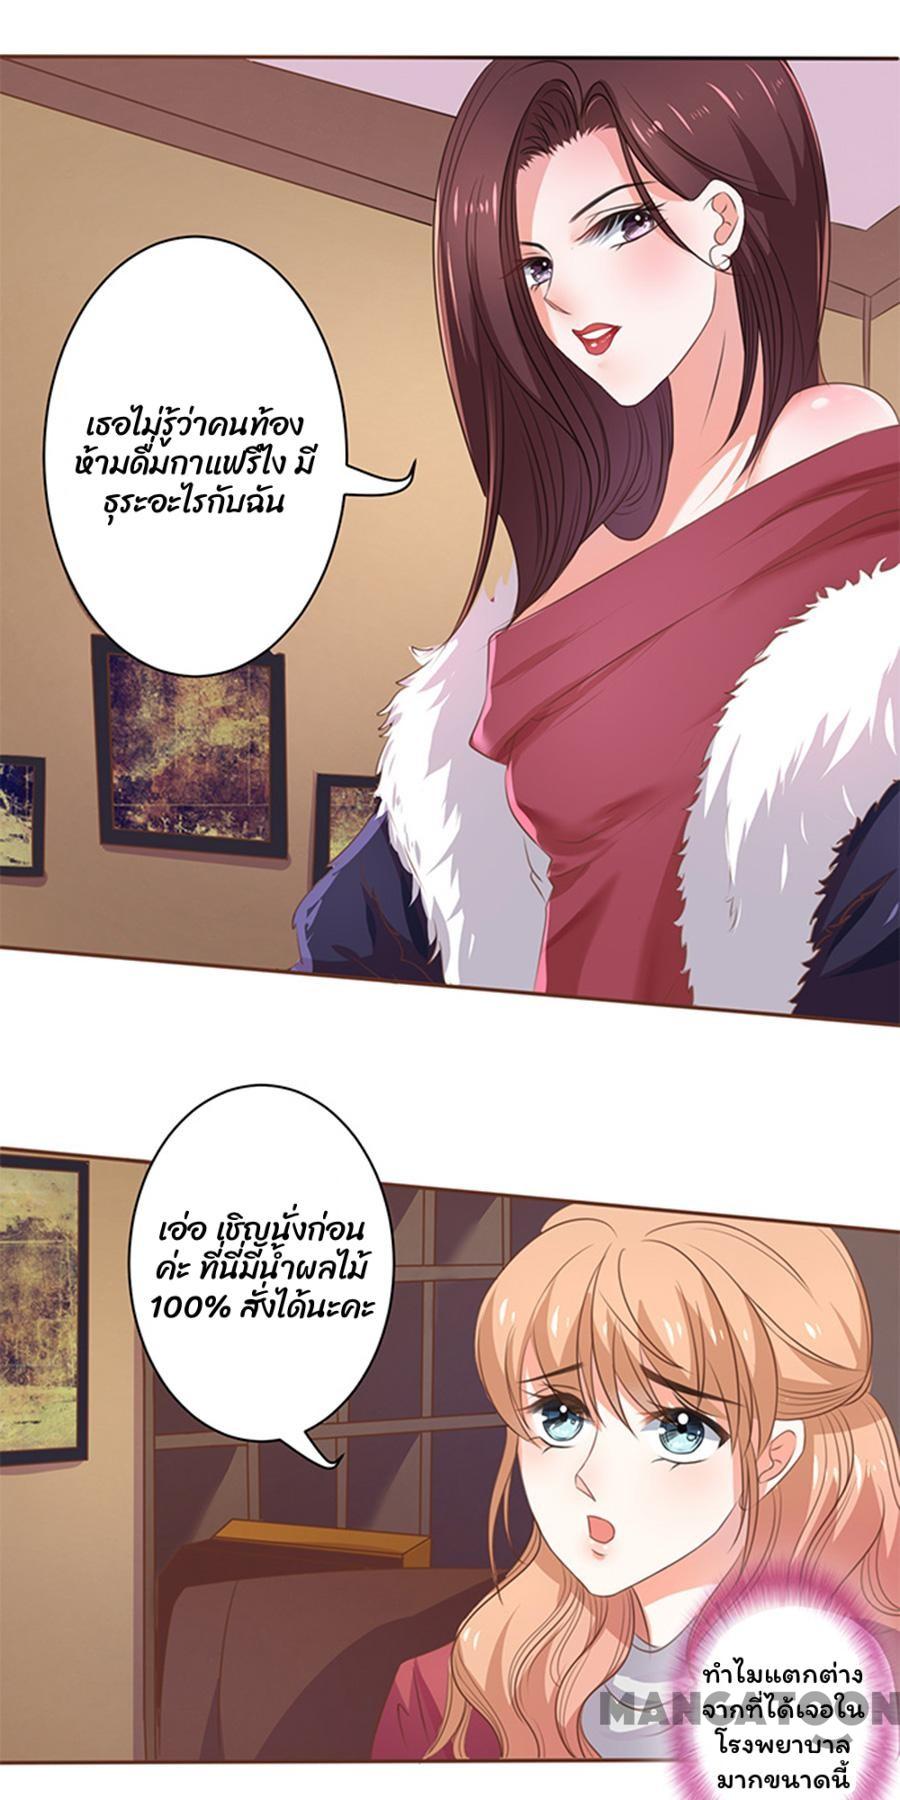 เธอไม่รู้ว่าคนท้อง
ห้ามดื่มกาแฟรึไง มี
ธุระอะไรกับฉัน
เอ่อ เชิญนั่งก่อน
ค่ะ ที่นี่มีน้ำผลไม้
100% สั่งได้นะคะ
ทำไมแตกต่าง
จากที่ได้เจอใน
โรงพยาบาล
มากขนาดนี้
MANGATOON